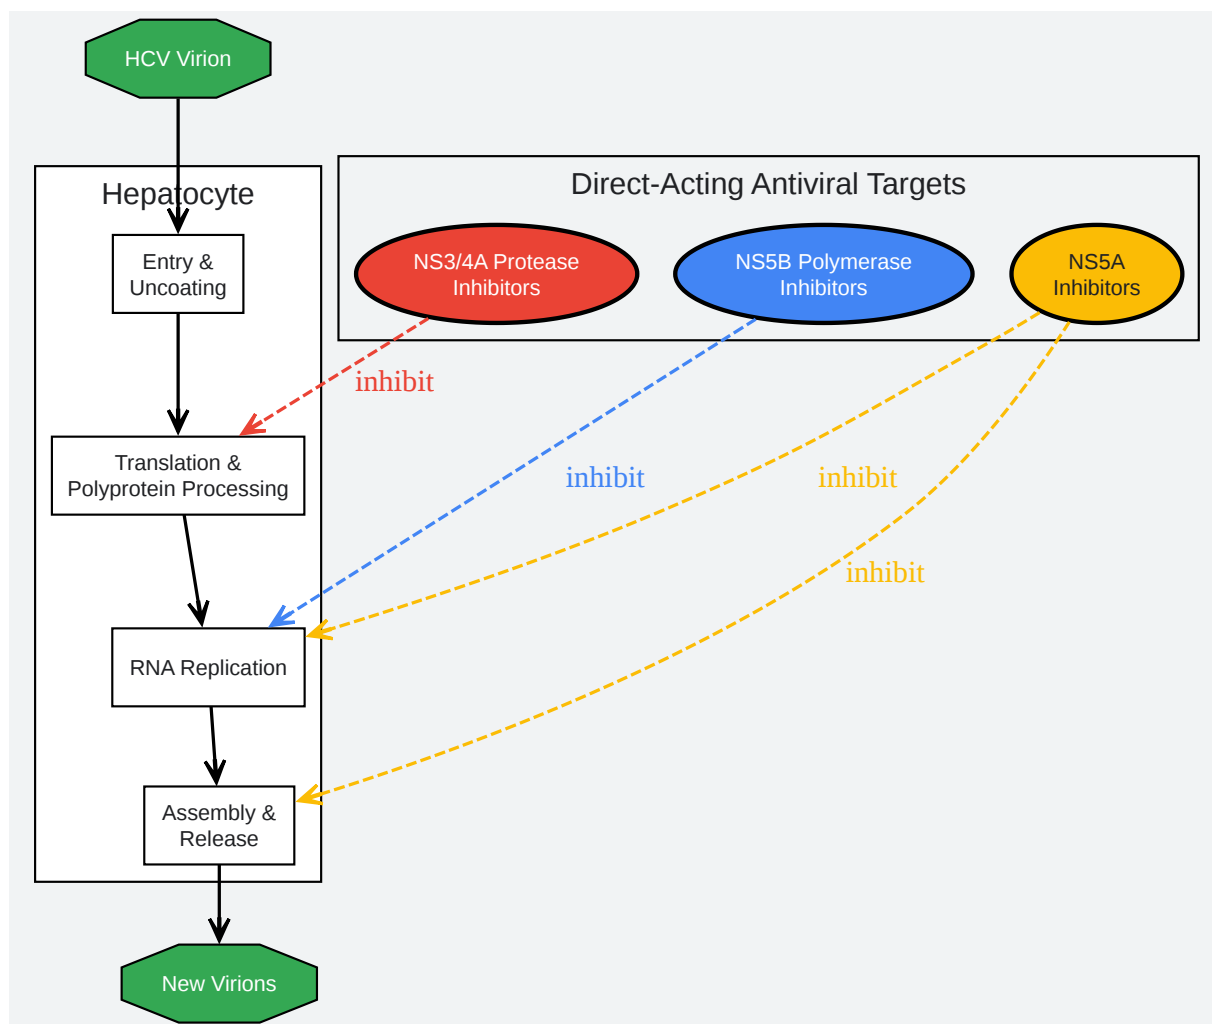 HCV Virion
Hepatocyte
Direct-Acting Antiviral Targets
Entry &
Uncoating
NS3/4A Protease
Inhibitors
NS5B Polymerase
Inhibitors
NS5A
Inhibitors
inhibit
Translation &
Polyprotein Processing
inhibit
inhibit
inhibit
RNA Replication
Assembly &
Release
New Virions